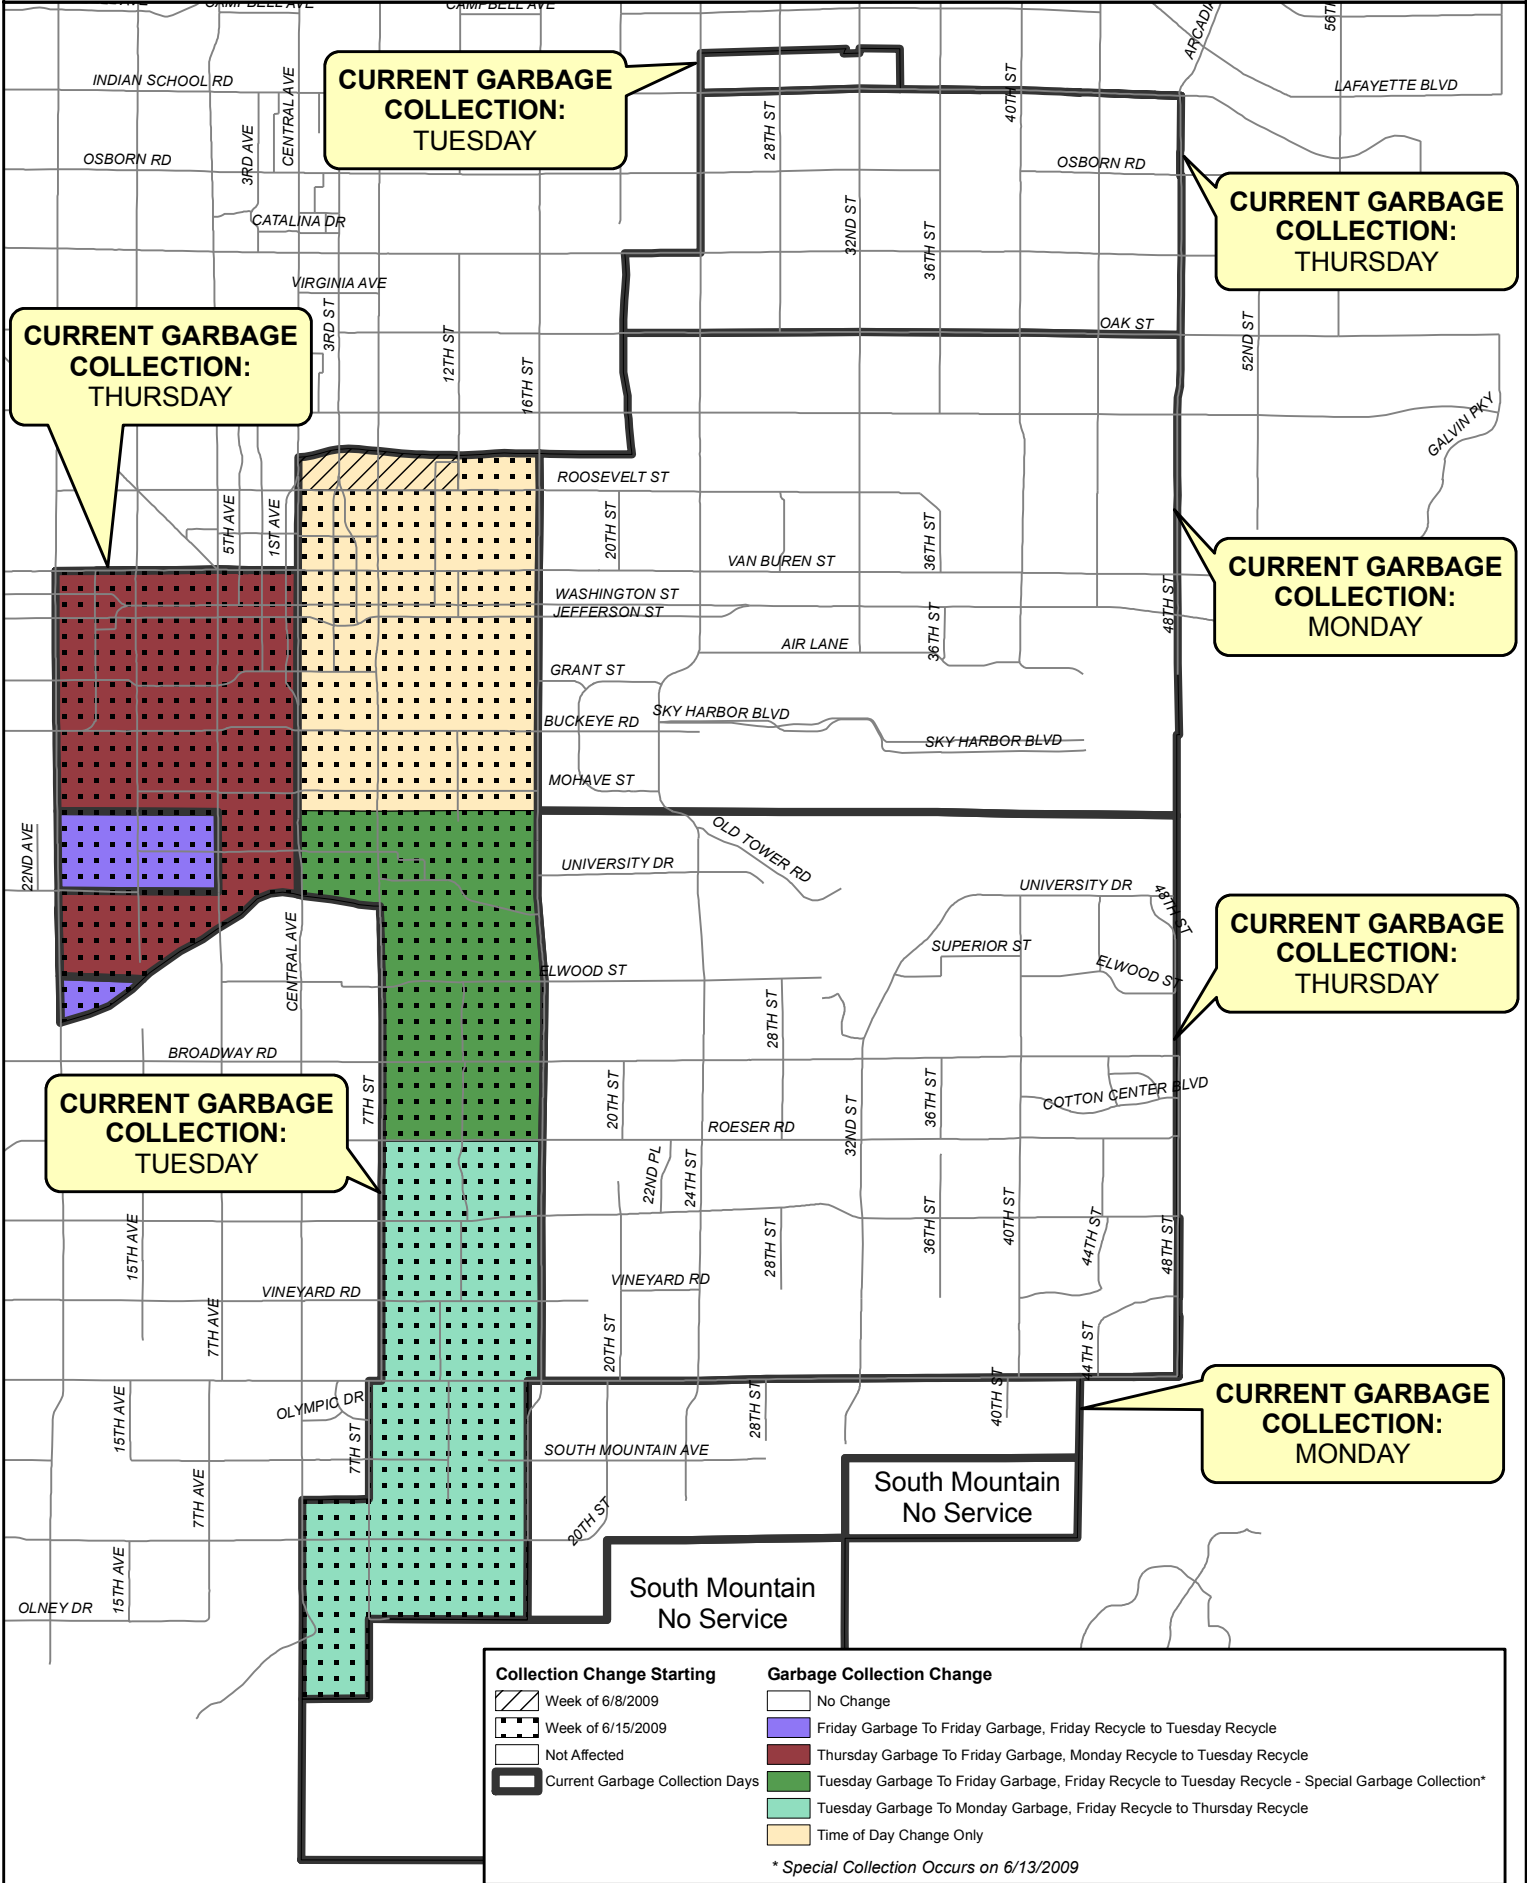 CAMPBELL AVE
CAMPBELL AVE
ARCADIA
56TH
INDIAN SCHOOL RD
CENTRAL AVE
CURRENT GARBAGE
COLLECTION:
TUESDAY
28TH ST
40TH ST
LAFAYETTE BLVD
OSBORN RD
3RD AVE
OSBORN RD
CATALINA DR
32ND ST
36TH ST
CURRENT GARBAGE
COLLECTION:
THURSDAY
VIRGINIA AVE
3RD ST
12TH ST
16TH ST
OAK ST
52ND ST
CURRENT GARBAGE
COLLECTION:
THURSDAY
GALVIN PKY
ROOSEVELT ST
5TH AVE
1ST AVE
20TH ST
36TH ST
VAN BUREN ST
CURRENT GARBAGE
COLLECTION:
MONDAY
WASHINGTON ST
JEFFERSON ST
48TH ST
36TH ST
AIR LANE
GRANT ST
BUCKEYE RD
SKY HARBOR BLVD
SKY HARBOR BLVD
MOHAVE ST
22ND AVE
OLD TOWER RD
UNIVERSITY DR
UNIVERSITY DR
48TH ST
CENTRAL AVE
SUPERIOR ST
ELWOOD ST
ELWOOD ST
CURRENT GARBAGE
COLLECTION:
THURSDAY
28TH ST
BROADWAY RD
7TH ST
20TH ST
32ND ST
36TH ST
COTTON CENTER BLVD
CURRENT GARBAGE
COLLECTION:
TUESDAY
ROESER RD
22ND PL
24TH ST
15TH AVE
28TH ST
36TH ST
40TH ST
44TH ST
48TH ST
VINEYARD RD
VINEYARD RD
7TH AVE
20TH ST
44TH ST
15TH AVE
OLYMPIC DR
7TH ST
28TH ST
40TH ST
CURRENT GARBAGE
COLLECTION:
MONDAY
SOUTH MOUNTAIN AVE
7TH AVE
20TH ST
South Mountain
No Service
15TH AVE
OLNEY DR
South Mountain
No Service
Collection Change Starting
Week of 6/8/2009
Week of 6/15/2009
Not Affected
Current Garbage Collection Days
Garbage Collection Change
No Change
Friday Garbage To Friday Garbage, Friday Recycle to Tuesday Recycle
Thursday Garbage To Friday Garbage, Monday Recycle to Tuesday Recycle
Tuesday Garbage To Friday Garbage, Friday Recycle to Tuesday Recycle - Special Garbage Collection*
Tuesday Garbage To Monday Garbage, Friday Recycle to Thursday Recycle
Time of Day Change Only
* Special Collection Occurs on 6/13/2009